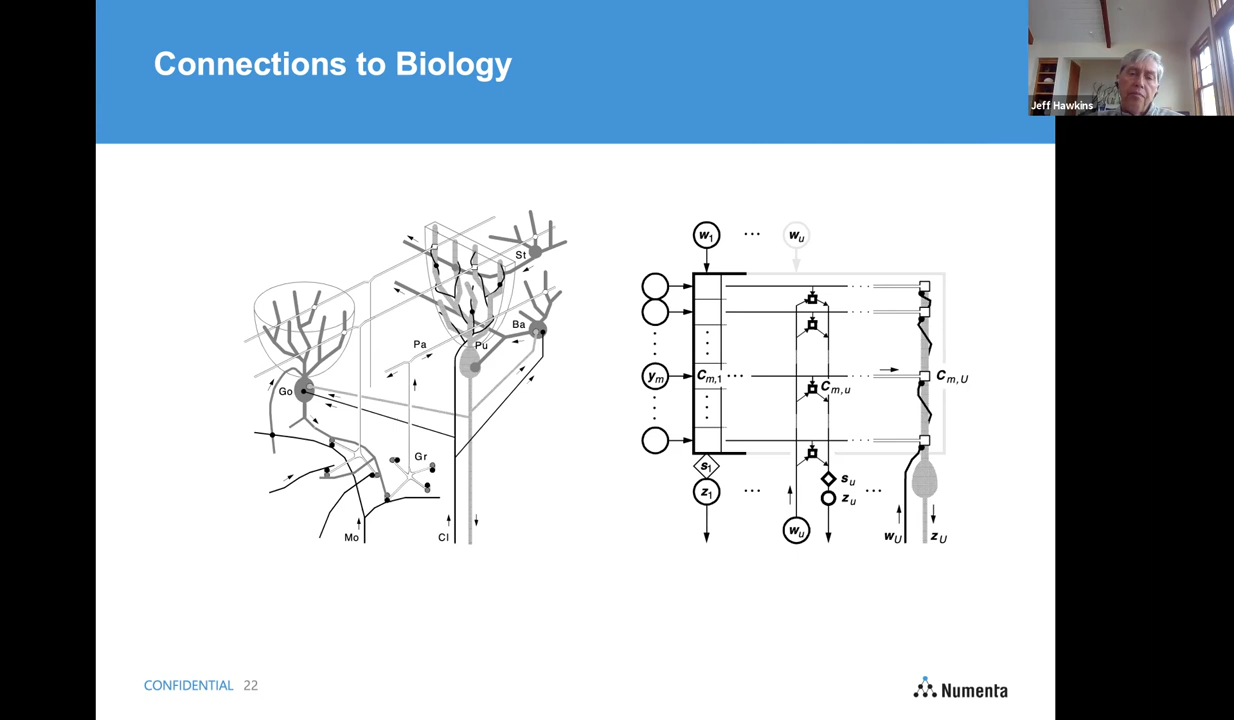 Connections to Biology
Jeff Hawkins
St
Ba
Pa
Pu
Go
Gr
Mo
Cl
w1 ··· wu
ym Cm,1 ··· Cm,u Cm,U
s1
z1 ··· su ···
zu
wu
wU zU
CONFIDENTIAL 22
Numenta